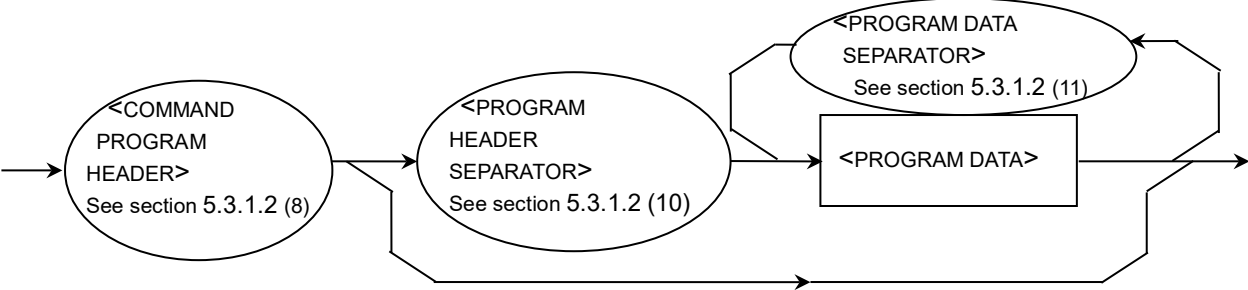 <COMMAND
PROGRAM
HEADER>
See section 5.3.1.2 (8)
<PROGRAM
HEADER
SEPARATOR>
See section 5.3.1.2 (10)
<PROGRAM DATA
SEPARATOR>
See section 5.3.1.2 (11)
<PROGRAM DATA>